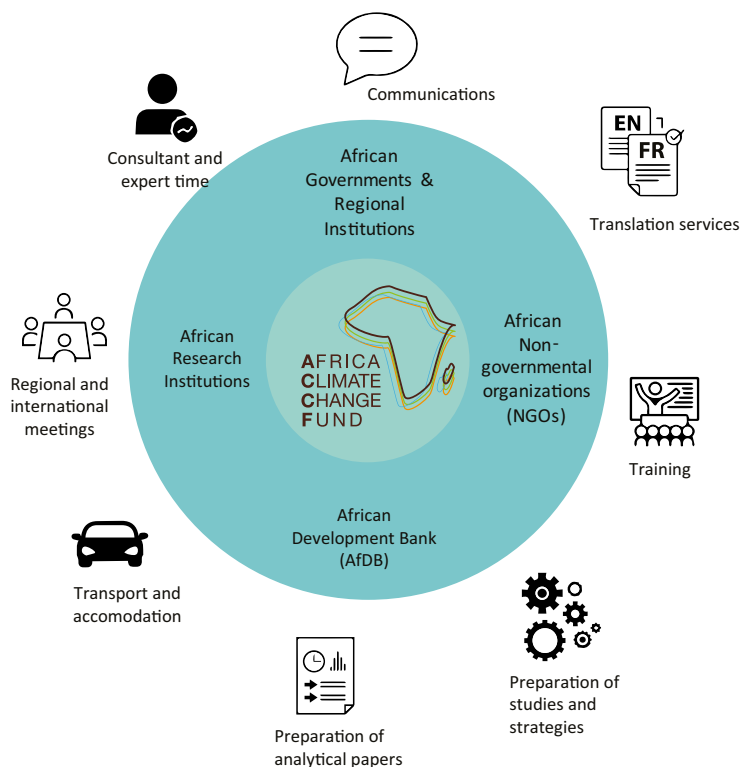 Communications
Consultant and
expert time
EN
FR
Translation services
African
Governments & 
Regional
Institutions
African
Research
Institutions
AFRICA
CLIMATE
CHANGE
FUND
African
Non-
governmental
organizations
(NGOs)
Regional and
international
meetings
Training
African
Development Bank
(AfDB)
Transport and
accomodation
Preparation of
studies and
strategies
Preparation of
analytical papers